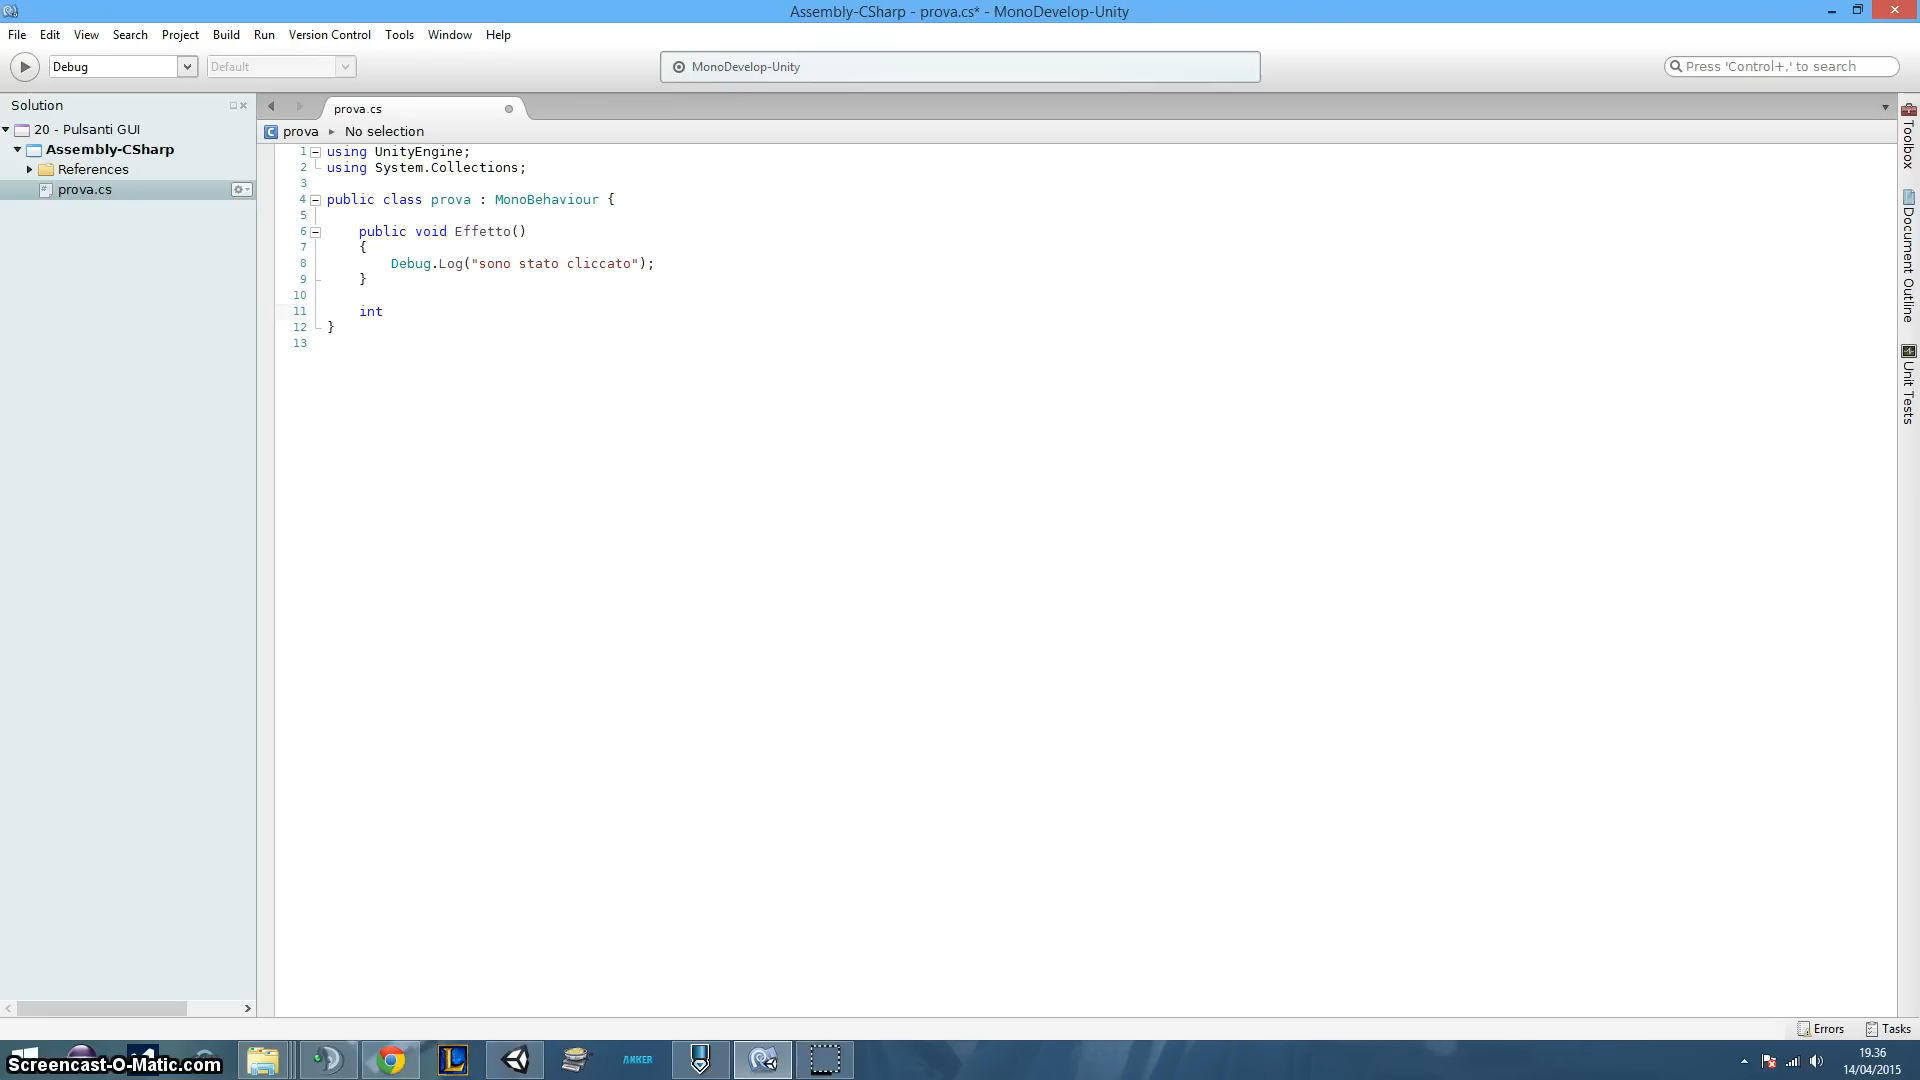 Assembly-CSharp - prova.cs* - MonoDevelop-Unity
File Edit View Search Project Build Run Version Control Tools Window Help
Debug Default MonoDevelop-Unity Press 'Control+,' to search
Solution
20 - Pulsanti GUI
Assembly-CSharp
References
prova.cs
prova.cs
prova No selection
1 using UnityEngine;
2 using System.Collections;
3
4 public class prova : MonoBehaviour {
5
6 public void Effetto()
7 {
8 Debug.Log("sono stato cliccato");
9 }
10
11 int
12 }
13
Toolbox
Document Outline
Unit Tests
Errors Tasks
Screencast-O-Matic.com
L
ANKER
19.36
14/04/2015